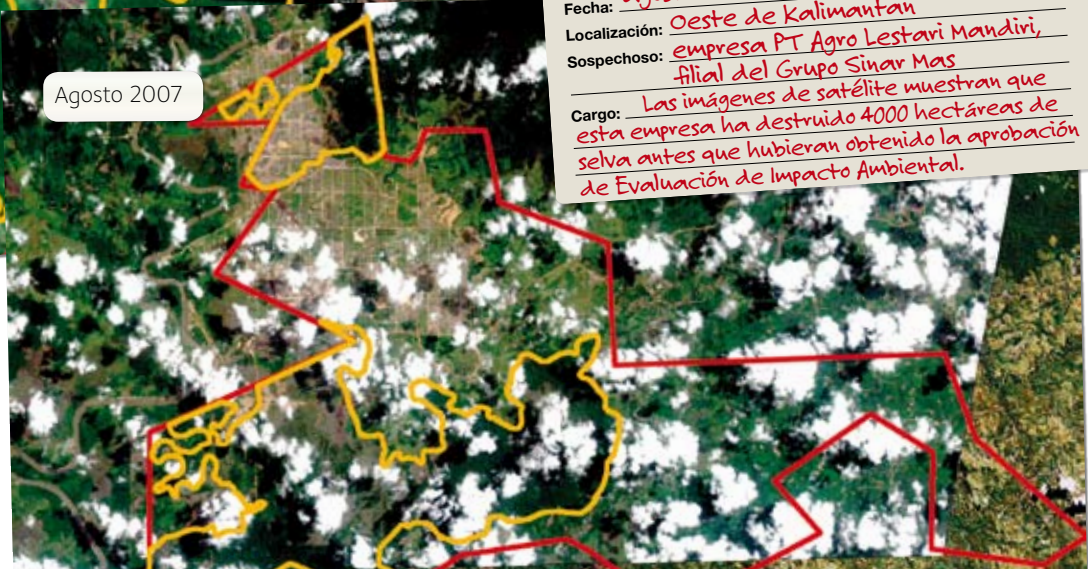 Fecha:
Localización: Oeste de Kalimantan
Sospechoso: empresa PT Agro Lestari Mandiri,
filial del Grupo Sinar Mas
Cargo: Las imágenes de satélite muestran que
esta empresa ha destruido 4000 hectáreas de
selva antes que hubieran obtenido la aprobación
de Evaluación de Impacto Ambiental.
Agosto 2007